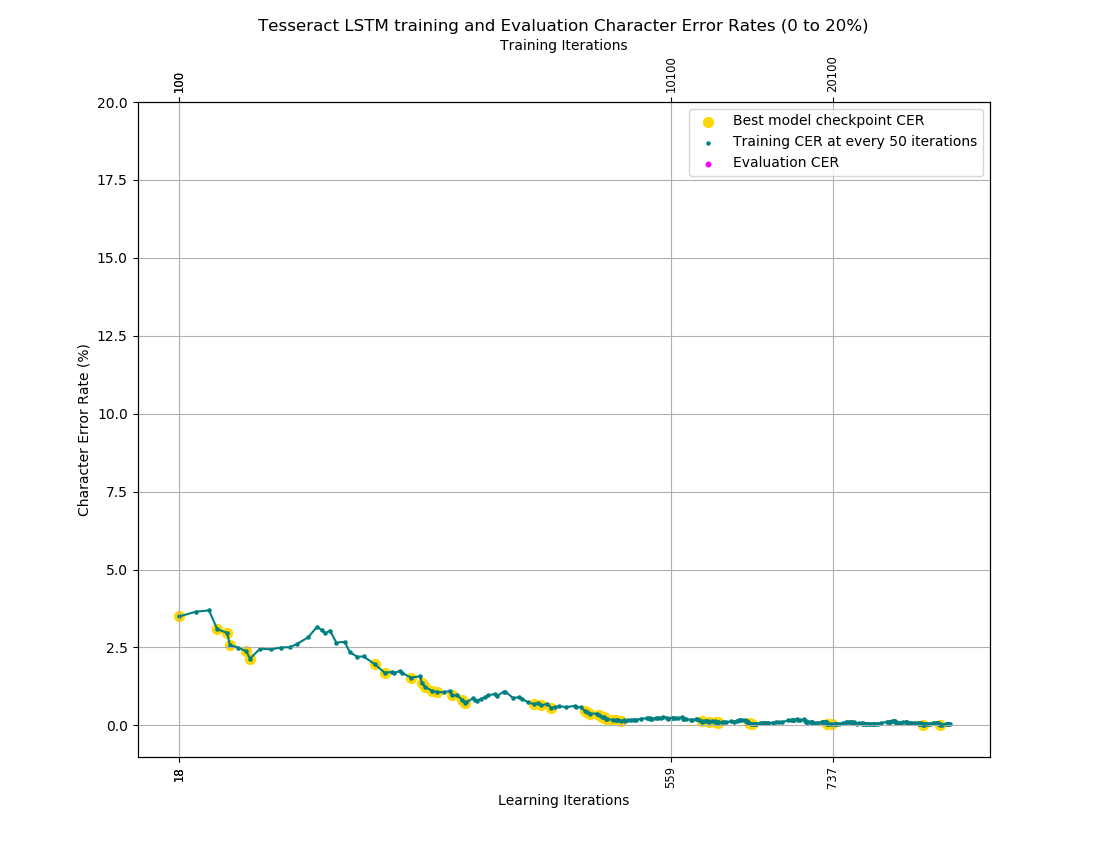 Tesseract LSTM training and Evaluation Character Error Rates (0 to 20%)
Training Iterations
100 10100 20100
Best model checkpoint CER
Training CER at every 50 iterations
Evaluation CER
Character Error Rate (%)
20.0
17.5
15.0
12.5
10.0
7.5
5.0
2.5
0.0
18 559 737
Learning Iterations